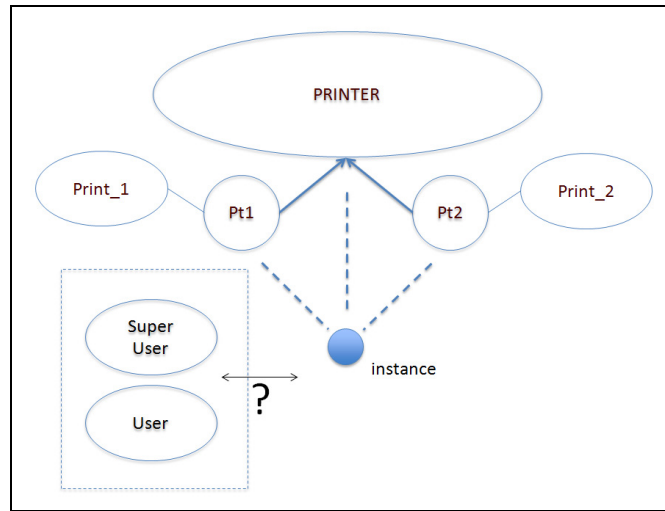 PRINTER
Print_1
Pt1
Pt2
Print_2
Super
User
User
?
instance